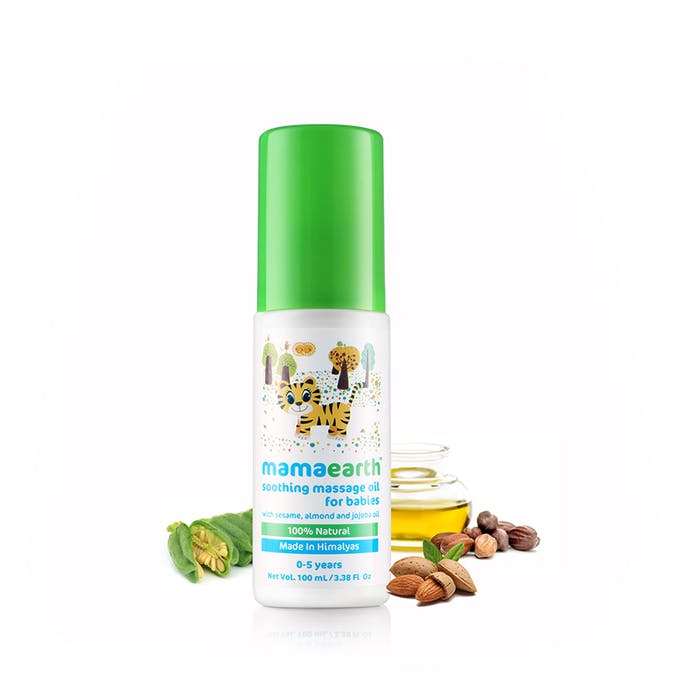 mamaearth™
soothing massage oil
for babies
with sesame, almond and jojoba oil
100% Natural
Made In Himalyas
0-5 years
Net Vol. 100 mL / 3.38 Fl Oz